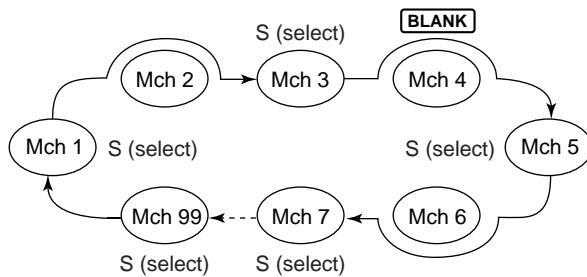 BLANK
S (select)
Mch 2
Mch 3
Mch 4
Mch 1
S (select)
S (select)
Mch 5
Mch 99
Mch 7
Mch 6
S (select)
S (select)